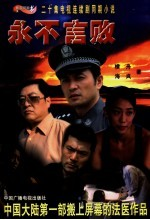 二十集电视连续剧同期小说
永不言败
中国广播电视出版社
中国大陆第一部搬上屏幕的法医作品